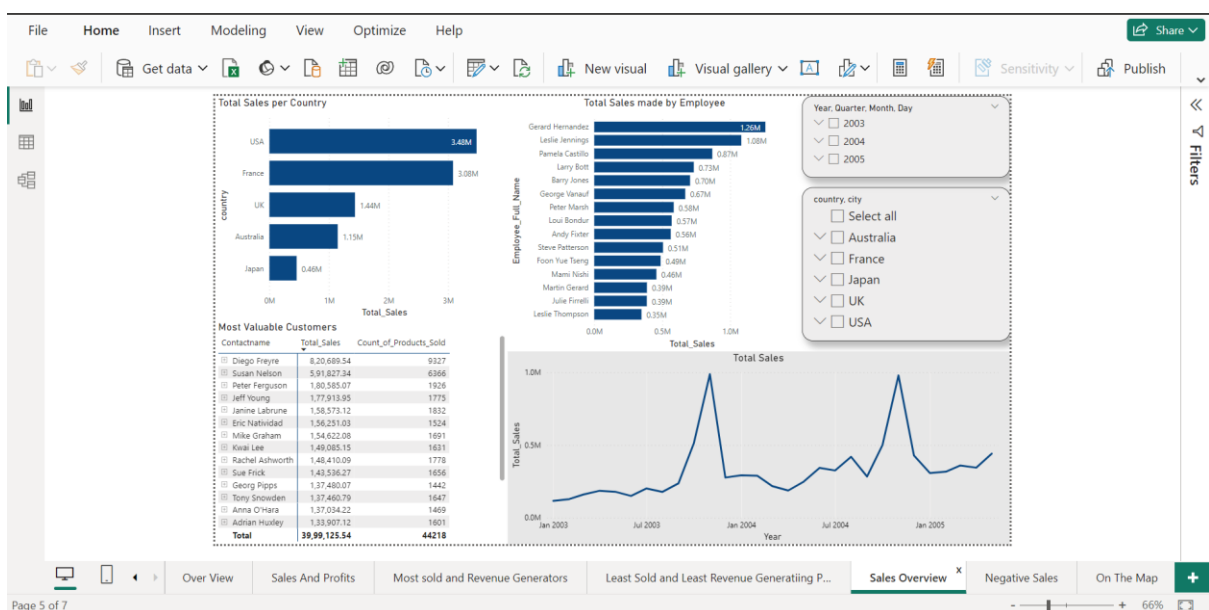 File Home Insert Modeling View Optimize Help Share
Get data New visual Visual gallery Sensitivity Publish
Total Sales per Country
country
USA 3.48M
France 3.08M
UK 1.44M
Australia 1.15M
Japan 0.46M
0M 1M 2M 3M
Total_Sales
Total Sales made by Employee
Employee_Full_Name
Gerard Hernandez 1.26M
Leslie Jennings 1.08M
Pamela Castillo 0.87M
Larry Bott 0.73M
Barry Jones 0.70M
George Vanauf 0.67M
Peter Marsh 0.58M
Loui Bondur 0.57M
Andy Fixter 0.56M
Steve Patterson 0.51M
Foon Yue Tseng 0.49M
Mami Nishi 0.46M
Martin Gerard 0.39M
Julie Firrelli 0.39M
Leslie Thompson 0.35M
0.0M 0.5M 1.0M
Total_Sales
Year, Quarter, Month, Day
2003
2004
2005
country, city
Select all
Australia
France
Japan
UK
USA
Filters
Most Valuable Customers
Contactname Total_Sales Count_of_Products_Sold
Diego Freyre 8,20,689.54 9327
Susan Nelson 5,91,827.34 6366
Peter Ferguson 1,80,585.07 1926
Jeff Young 1,77,913.95 1775
Janine Labrune 1,58,573.12 1832
Eric Natividad 1,56,251.03 1524
Mike Graham 1,54,622.08 1691
Kwai Lee 1,49,085.15 1631
Rachel Ashworth 1,48,410.09 1778
Sue Frick 1,43,536.27 1656
Georg Pipps 1,37,480.07 1442
Tony Snowden 1,37,460.79 1647
Anna O'Hara 1,37,034.22 1469
Adrian Huxley 1,33,907.12 1601
Total 39,99,125.54 44218
Total Sales
Total_Sales
1.0M
0.5M
0.0M
Jan 2003 Jul 2003 Jan 2004 Jul 2004 Jan 2005
Year
Over View Sales And Profits Most sold and Revenue Generators Least Sold and Least Revenue Generatiing P... Sales Overview x Negative Sales On The Map +
Page 5 of 7 - + 66%